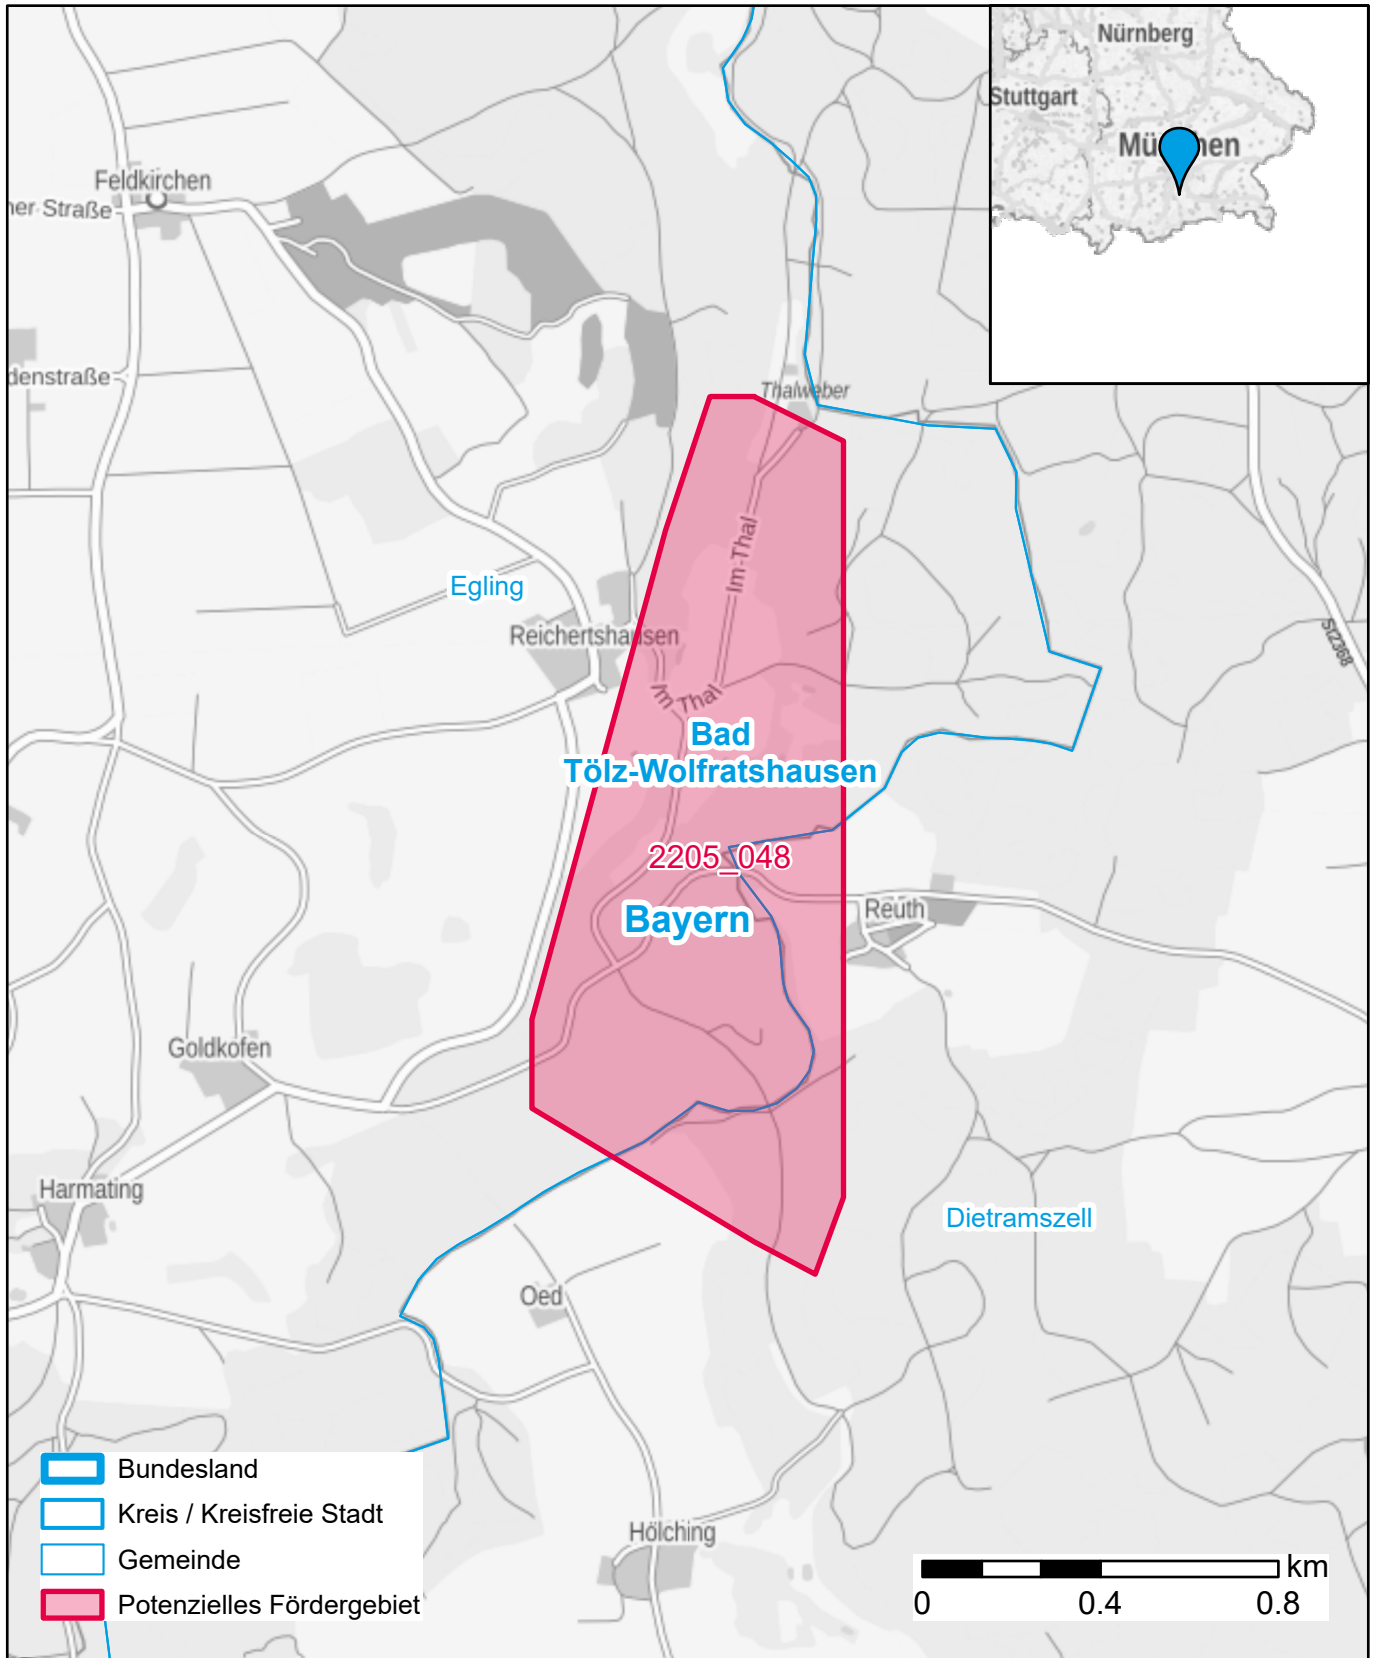 Nürnberg
Stuttgart
Mü hen
Feldkirchen
ner Straße
denstraße
Thalweber
Im-Thal
Egling
Reichertshausen
St2368
Im Thal
Bad
Tölz-Wolfratshausen
2205_048
Reuth
Bayern
Goldkofen
Harmating
Dietramszell
Oed
Hölching
Bundesland
Kreis / Kreisfreie Stadt
Gemeinde
Potenzielles Fördergebiet
km
0 0.4 0.8